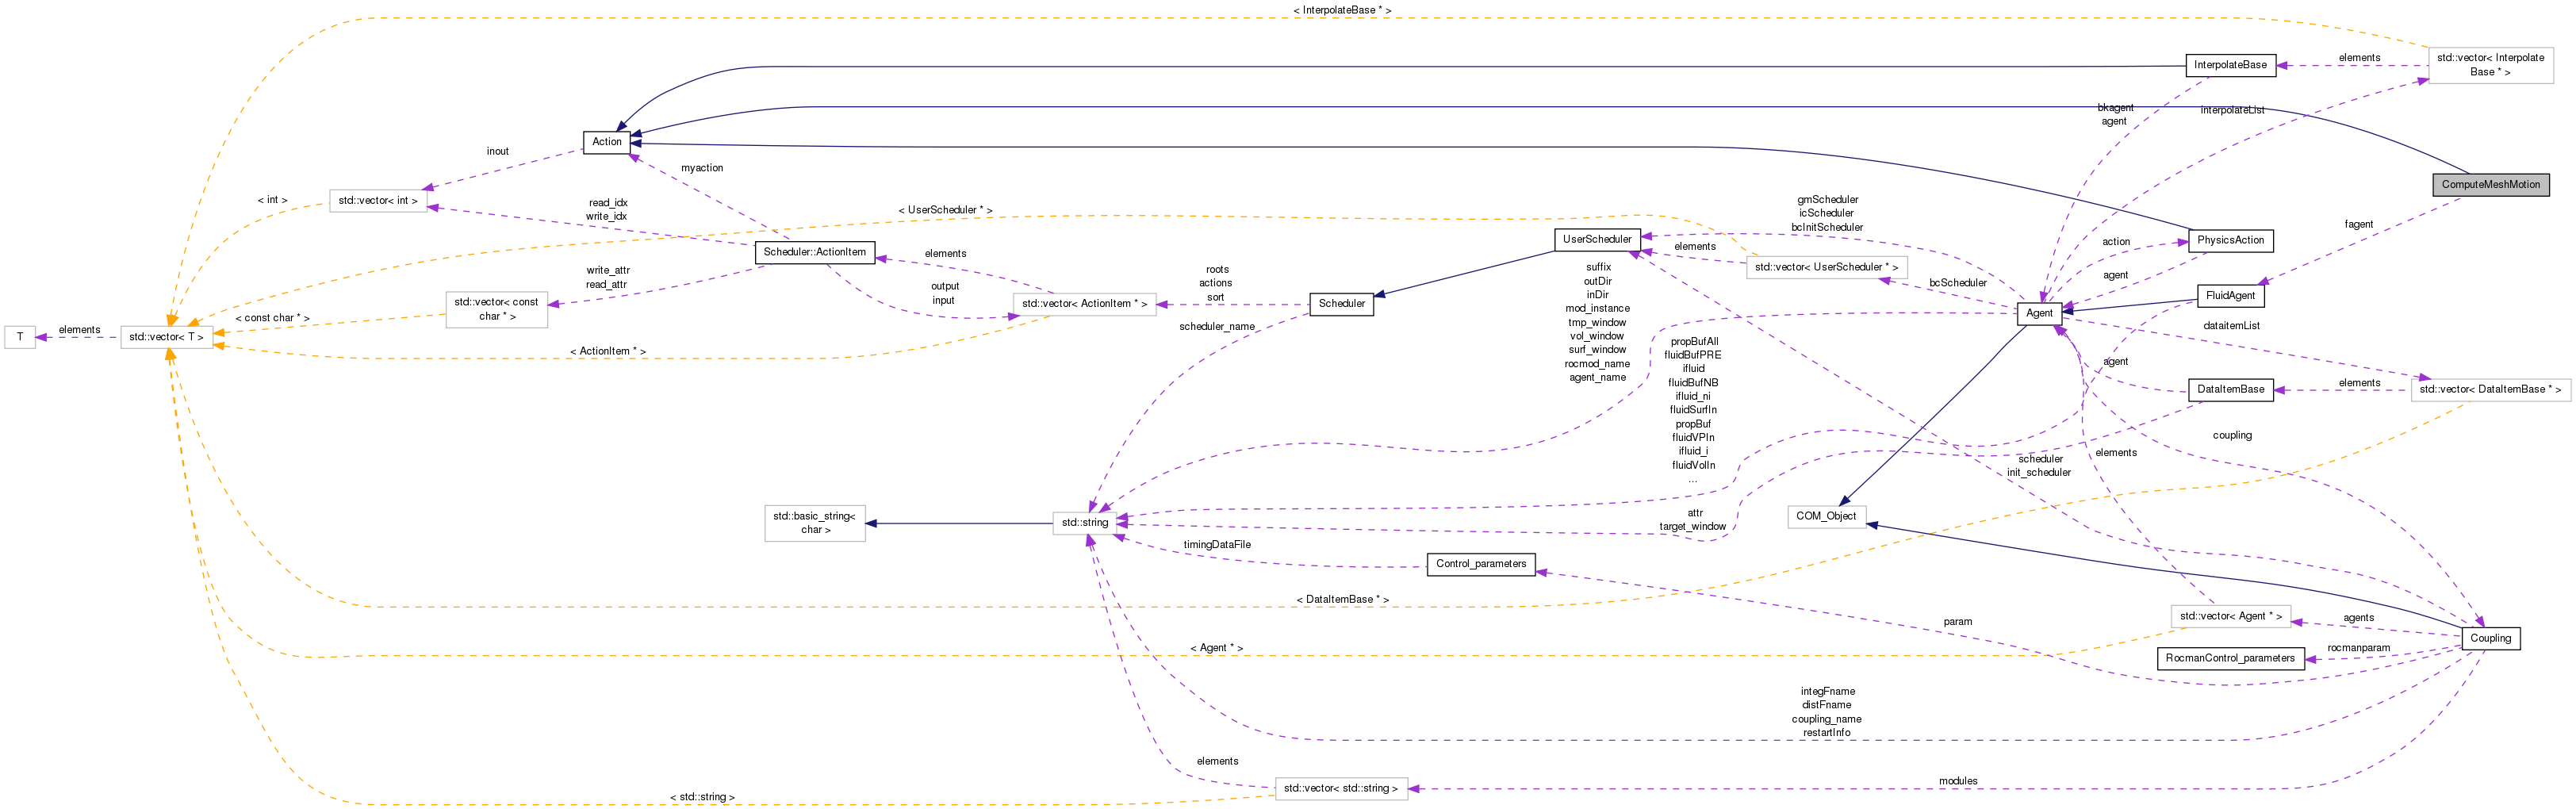 < InterpolateBase * >
std::vector< Interpolate
Base * >
elements
InterpolateBase
bkagent
agent
interpolateList
Action
inout
myaction
ComputeMeshMotion
std::vector< int >
< int >
read_idx
write_idx
< UserScheduler * >
gmScheduler
icScheduler
bcInitScheduler
fagent
UserScheduler
elements
Scheduler::ActionItem
elements
action
PhysicsAction
std::vector< UserScheduler * >
agent
bcScheduler
write_attr
read_attr
roots
actions
sort
output
input
suffix
outDir
inDir
mod_instance
tmp_window
vol_window
surf_window
rocmod_name
agent_name
std::vector< const
char * >
std::vector< ActionItem * >
Scheduler
FluidAgent
Agent
< const char * >
scheduler_name
dataitemList
T
elements
std::vector< T >
< ActionItem * >
propBufAll
fluidBufPRE
ifluid
fluidBufNB
ifluid_ni
fluidSurfIn
propBuf
fluidVPIn
ifluid_i
fluidVolIn
...
agent
DataItemBase
elements
std::vector< DataItemBase * >
coupling
elements
scheduler
init_scheduler
std::basic_string<
char >
std::string
attr
target_window
COM_Object
timingDataFile
Control_parameters
< DataItemBase * >
std::vector< Agent * >
agents
param
Coupling
< Agent * >
rocmanparam
RocmanControl_parameters
integFname
distFname
coupling_name
restartInfo
elements
modules
std::vector< std::string >
< std::string >